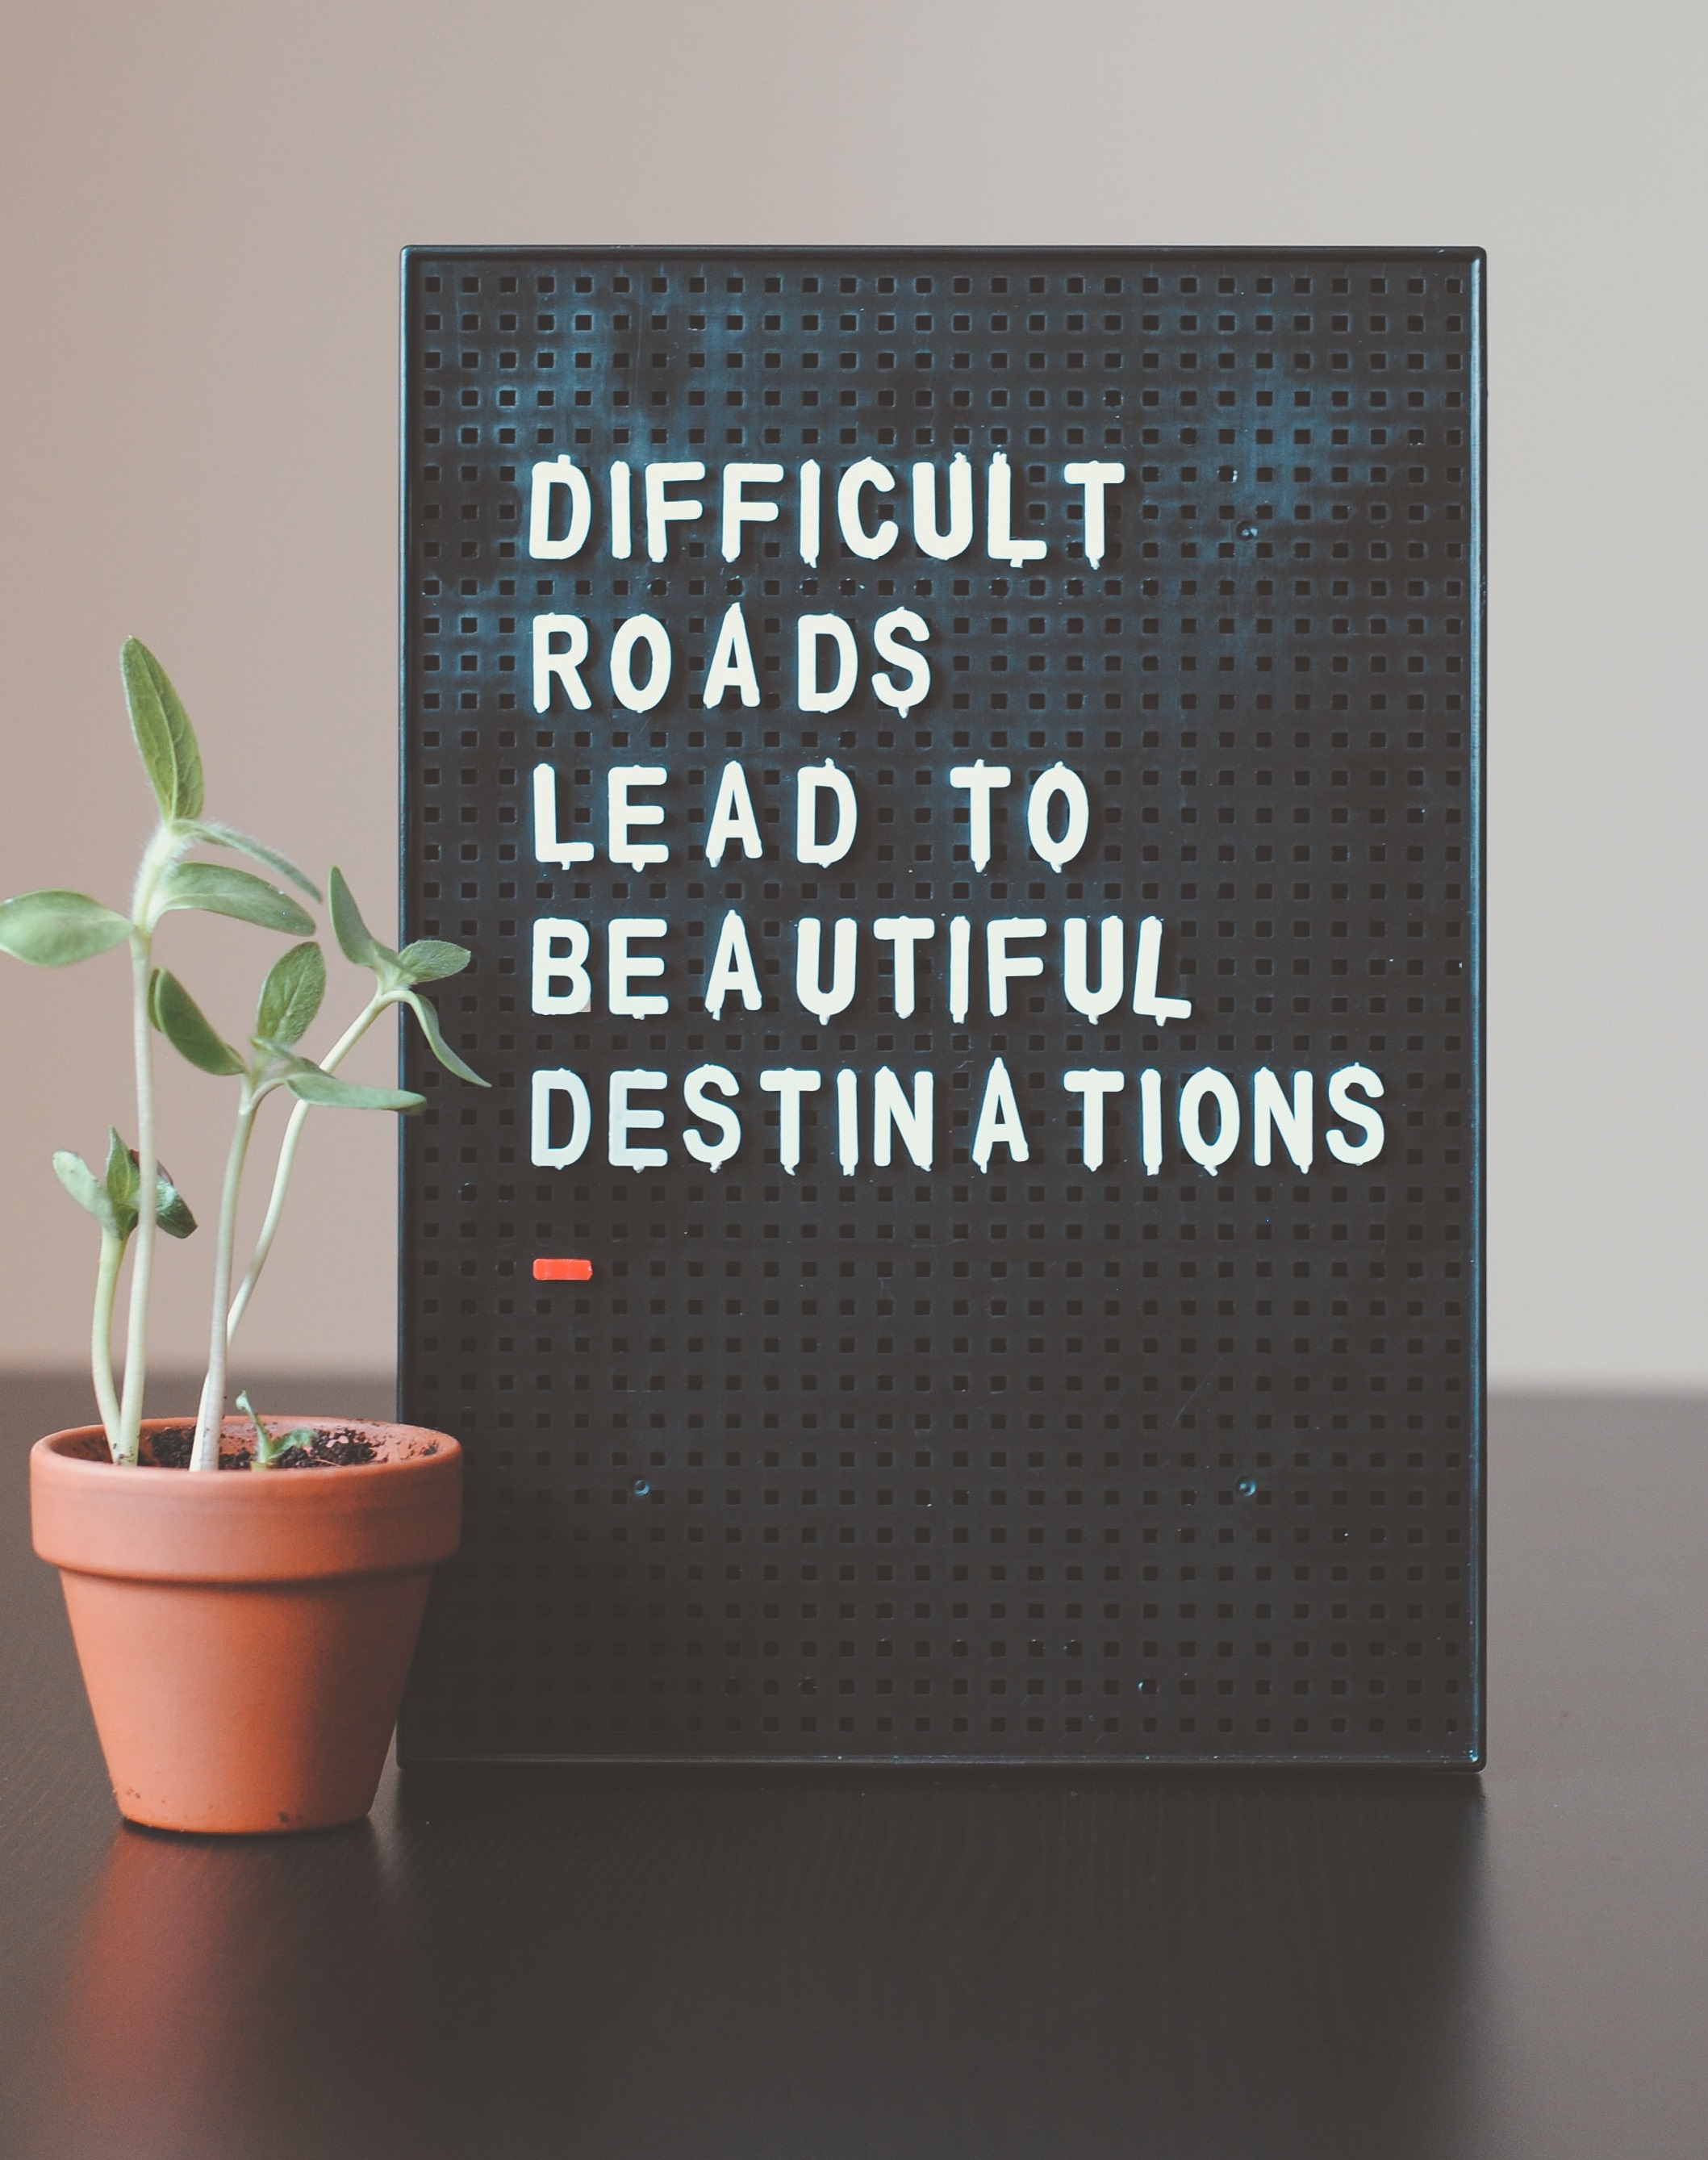 DIFFICULT
ROADS
LEAD TO
BEAUTIFUL
DESTINATIONS
-